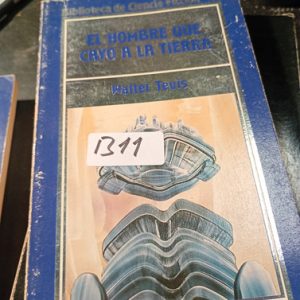 Biblioteca de Ciencia
EL HOMBRE QUE
CAYO A LA TIERRA
Walter Tevis
B11